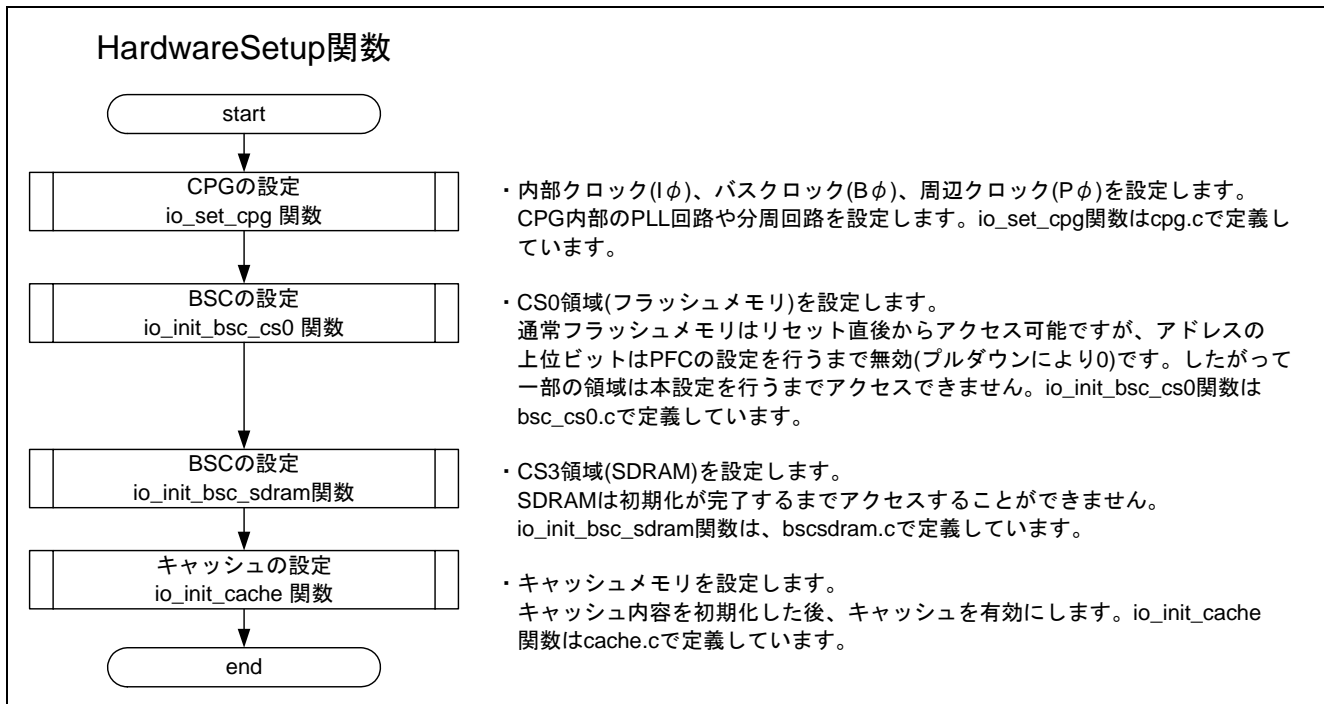 HardwareSetup関数
start
CPGの設定
io_set_cpg 関数
・内部クロック(Iφ)、バスクロック(Bφ)、周辺クロック(Pφ)を設定します。
CPG内部のPLL回路や分周回路を設定します。io_set_cpg関数はcpg.cで定義し
ています。
BSCの設定
io_init_bsc_cs0 関数
・CS0領域(フラッシュメモリ)を設定します。
通常フラッシュメモリはリセット直後からアクセス可能ですが、アドレスの
上位ビットはPFCの設定を行うまで無効(プルダウンにより0)です。したがって
一部の領域は本設定を行うまでアクセスできません。io_init_bsc_cs0関数は
bsc_cs0.cで定義しています。
BSCの設定
io_init_bsc_sdram関数
・CS3領域(SDRAM)を設定します。
SDRAMは初期化が完了するまでアクセスすることができません。
io_init_bsc_sdram関数は、bscsdram.cで定義しています。
キャッシュの設定
io_init_cache 関数
・キャッシュメモリを設定します。
キャッシュ内容を初期化した後、キャッシュを有効にします。io_init_cache
関数はcache.cで定義しています。
end